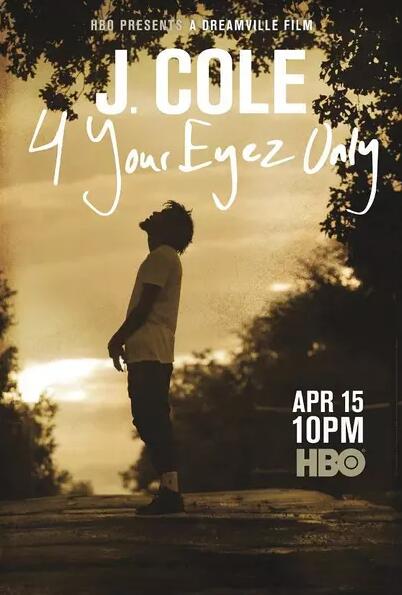 HBO PRESENTS A DREAMVILLE FILM
J. COLE
4 Your Eyez Only
APR 15
10PM
HBO